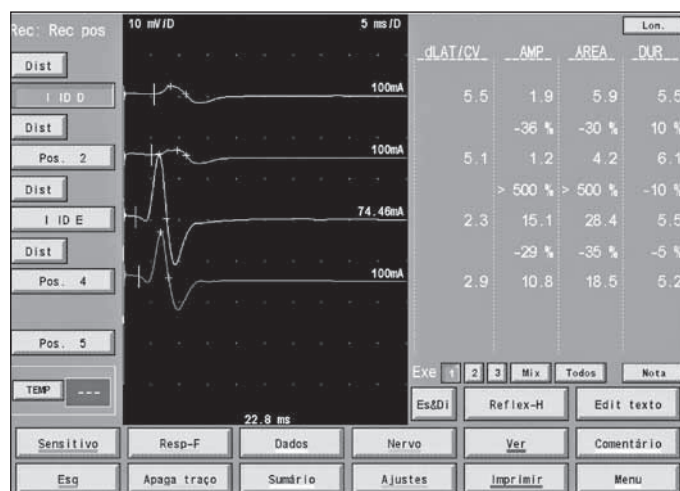 Rec: Rec pos
10 mV/D 5 ms/D
Lon.
Dist
dLAT/CV AMP AREA DUR
I ID D
100mA
5.5 1.9 5.9 5.5
Dist
-36 % -30 % 10 %
Pos. 2
100mA
5.1 1.2 4.2 6.1
Dist
> 500 % > 500 % -10 %
I ID E
74.46mA
2.3 15.1 28.4 5.5
Dist
-29 % -35 % -5 %
Pos. 4
100mA
2.9 10.8 18.5 5.2
Pos. 5
Exe 1 2 3 Mix Todos Nota
TEMP ---
Es&Di Reflex-H Edit texto
22.8 ms
Sensitivo Resp-F Dados Nervo Ver Comentário
Esq Apaga traço Sumário Ajustes Imprimir Menu